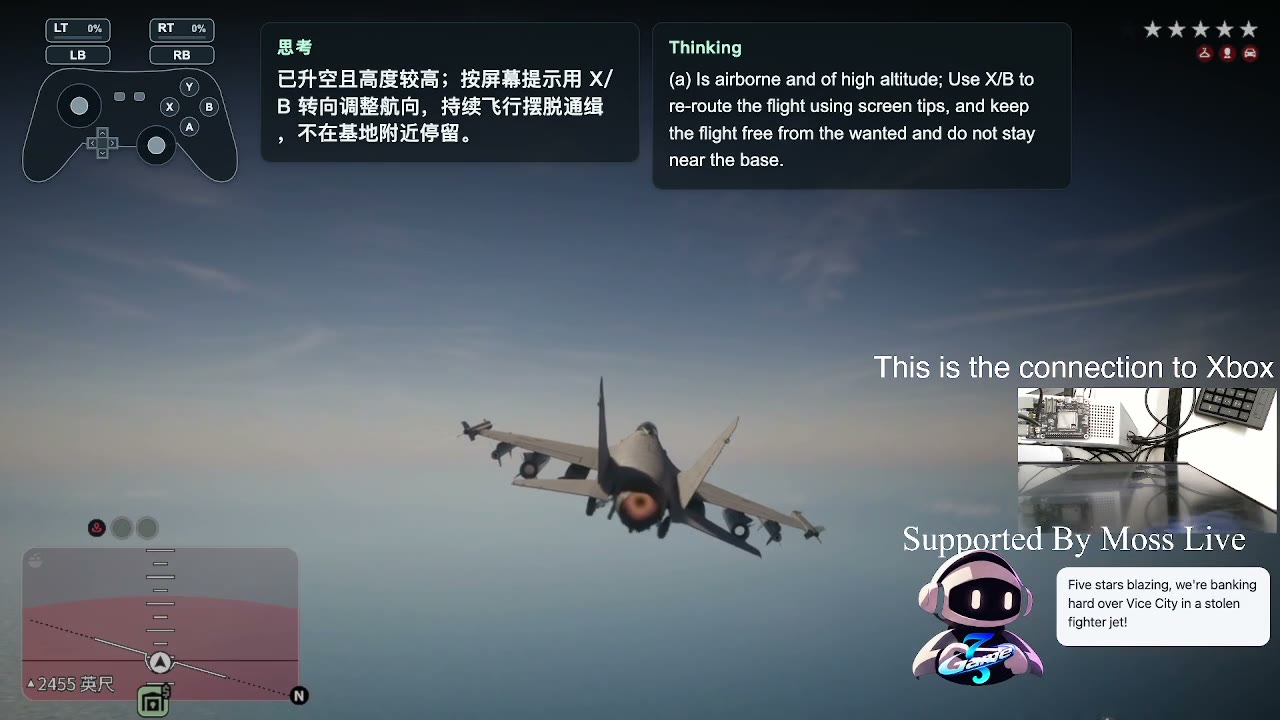 LT 0%
RT 0%
LB
RB
Y
X
B
A
思考
已升空且高度较高；按屏幕提示用 X/
B 转向调整航向，持续飞行摆脱通缉
，不在基地附近停留。
Thinking
(a) Is airborne and of high altitude; Use X/B to
re-route the flight using screen tips, and keep
the flight free from the wanted and do not stay
near the base.
This is the connection to Xbox
Supported By Moss Live
Five stars blazing, we're banking
hard over Vice City in a stolen
fighter jet!
2455 英尺
N